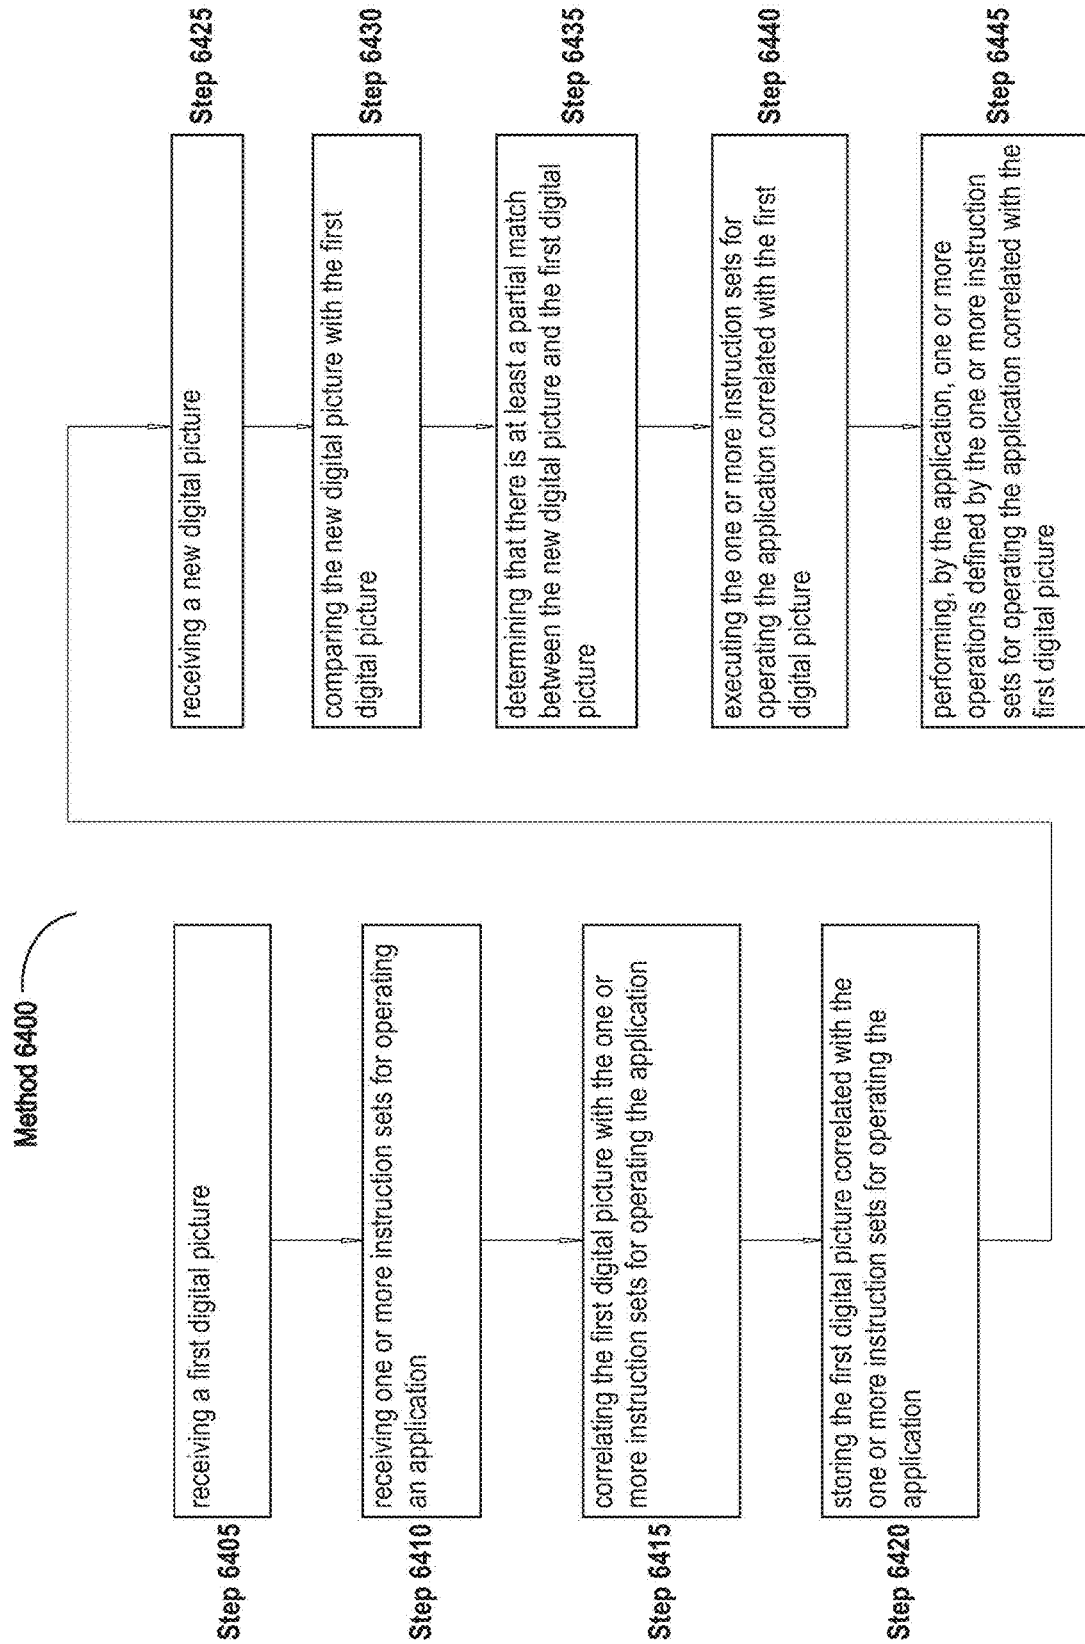 Method 6400
Step 6405
receiving a first digital picture
Step 6410
receiving one or more instruction sets for operating
an application
Step 6415
correlating the first digital picture with the one or
more instruction sets for operating the application
Step 6420
storing the first digital picture correlated with the
one or more instruction sets for operating the
application
receiving a new digital picture
Step 6425
comparing the new digital picture with the first
digital picture
Step 6430
determining that there is at least a partial match
between the new digital picture and the first digital
picture
Step 6435
executing the one or more instruction sets for
operating the application correlated with the first
digital picture
Step 6440
performing, by the application, one or more
operations defined by the one or more instruction
sets for operating the application correlated with the
first digital picture
Step 6445